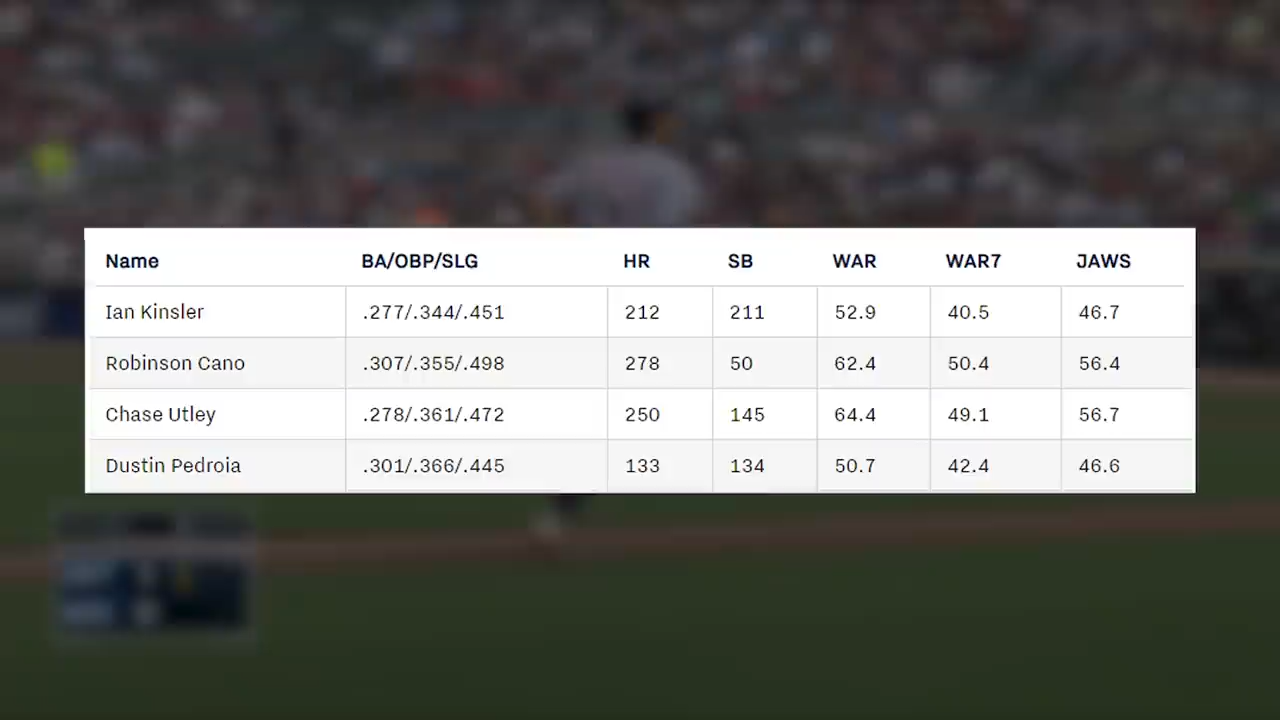 Name BA/OBP/SLG HR SB WAR WAR7 JAWS
Ian Kinsler .277/.344/.451 212 211 52.9 40.5 46.7
Robinson Cano .307/.355/.498 278 50 62.4 50.4 56.4
Chase Utley .278/.361/.472 250 145 64.4 49.1 56.7
Dustin Pedroia .301/.366/.445 133 134 50.7 42.4 46.6